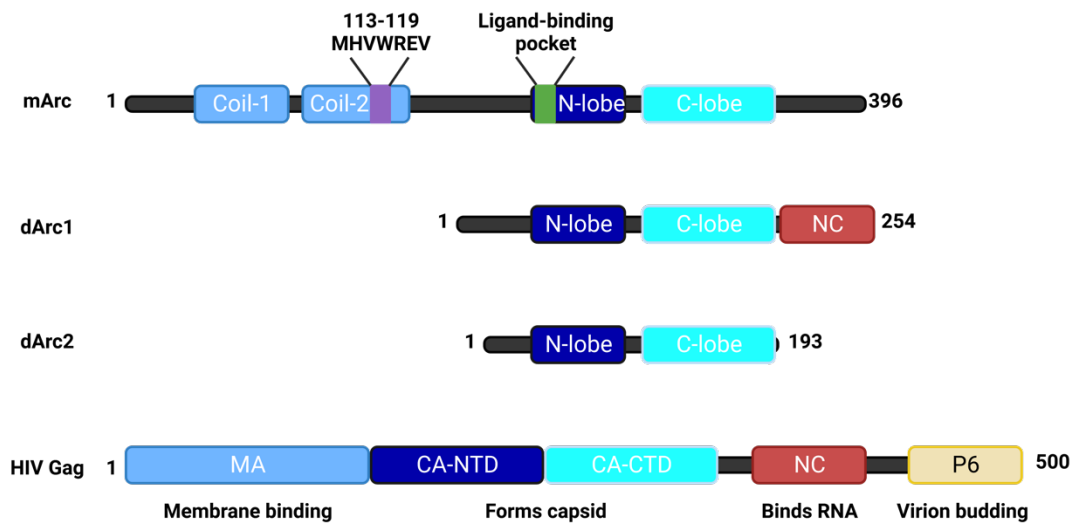 113-119
MHVWREV
Ligand-binding
pocket
mArc 1 Coil-1 Coil-2 N-lobe C-lobe 396
dArc1 1 N-lobe C-lobe NC 254
dArc2 1 N-lobe C-lobe 193
HIV Gag 1 MA CA-NTD CA-CTD NC P6 500
Membrane binding Forms capsid Binds RNA Virion budding